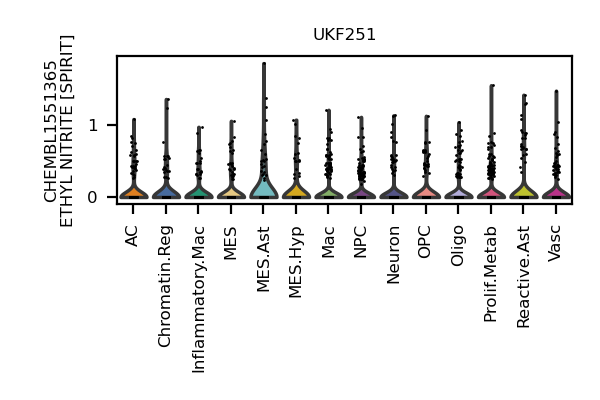 UKF251
CHEMBL1551365
ETHYL NITRITE [SPIRIT]
1
0
AC
Chromatin.Reg
Inflammatory.Mac
MES
MES.Ast
MES.Hyp
Mac
NPC
Neuron
OPC
Oligo
Prolif.Metab
Reactive.Ast
Vasc